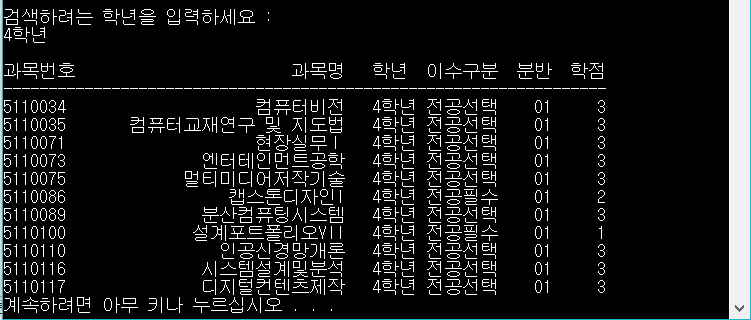 검색하려는 학년을 입력하세요 :
4학년
과목번호 과목명 학년 이수구분 분반 학점
--------------------------------------------------------------------------
5110034 컴퓨터비전 4학년 전공선택 01 3
5110035 컴퓨터교재연구 및 지도법 4학년 전공선택 01 3
5110071 현장실무I 4학년 전공선택 01 3
5110073 엔터테인먼트공학 4학년 전공선택 01 3
5110075 멀티미디어저작기술 4학년 전공선택 01 3
5110086 캡스톤디자인I 4학년 전공필수 01 2
5110089 분산컴퓨팅시스템 4학년 전공선택 01 3
5110100 설계포트폴리오VII 4학년 전공필수 01 1
5110110 인공신경망개론 4학년 전공선택 01 3
5110116 시스템설계및분석 4학년 전공선택 01 3
5110117 디지털컨텐츠제작 4학년 전공선택 01 3
계속하려면 아무 키나 누르십시오 . . .